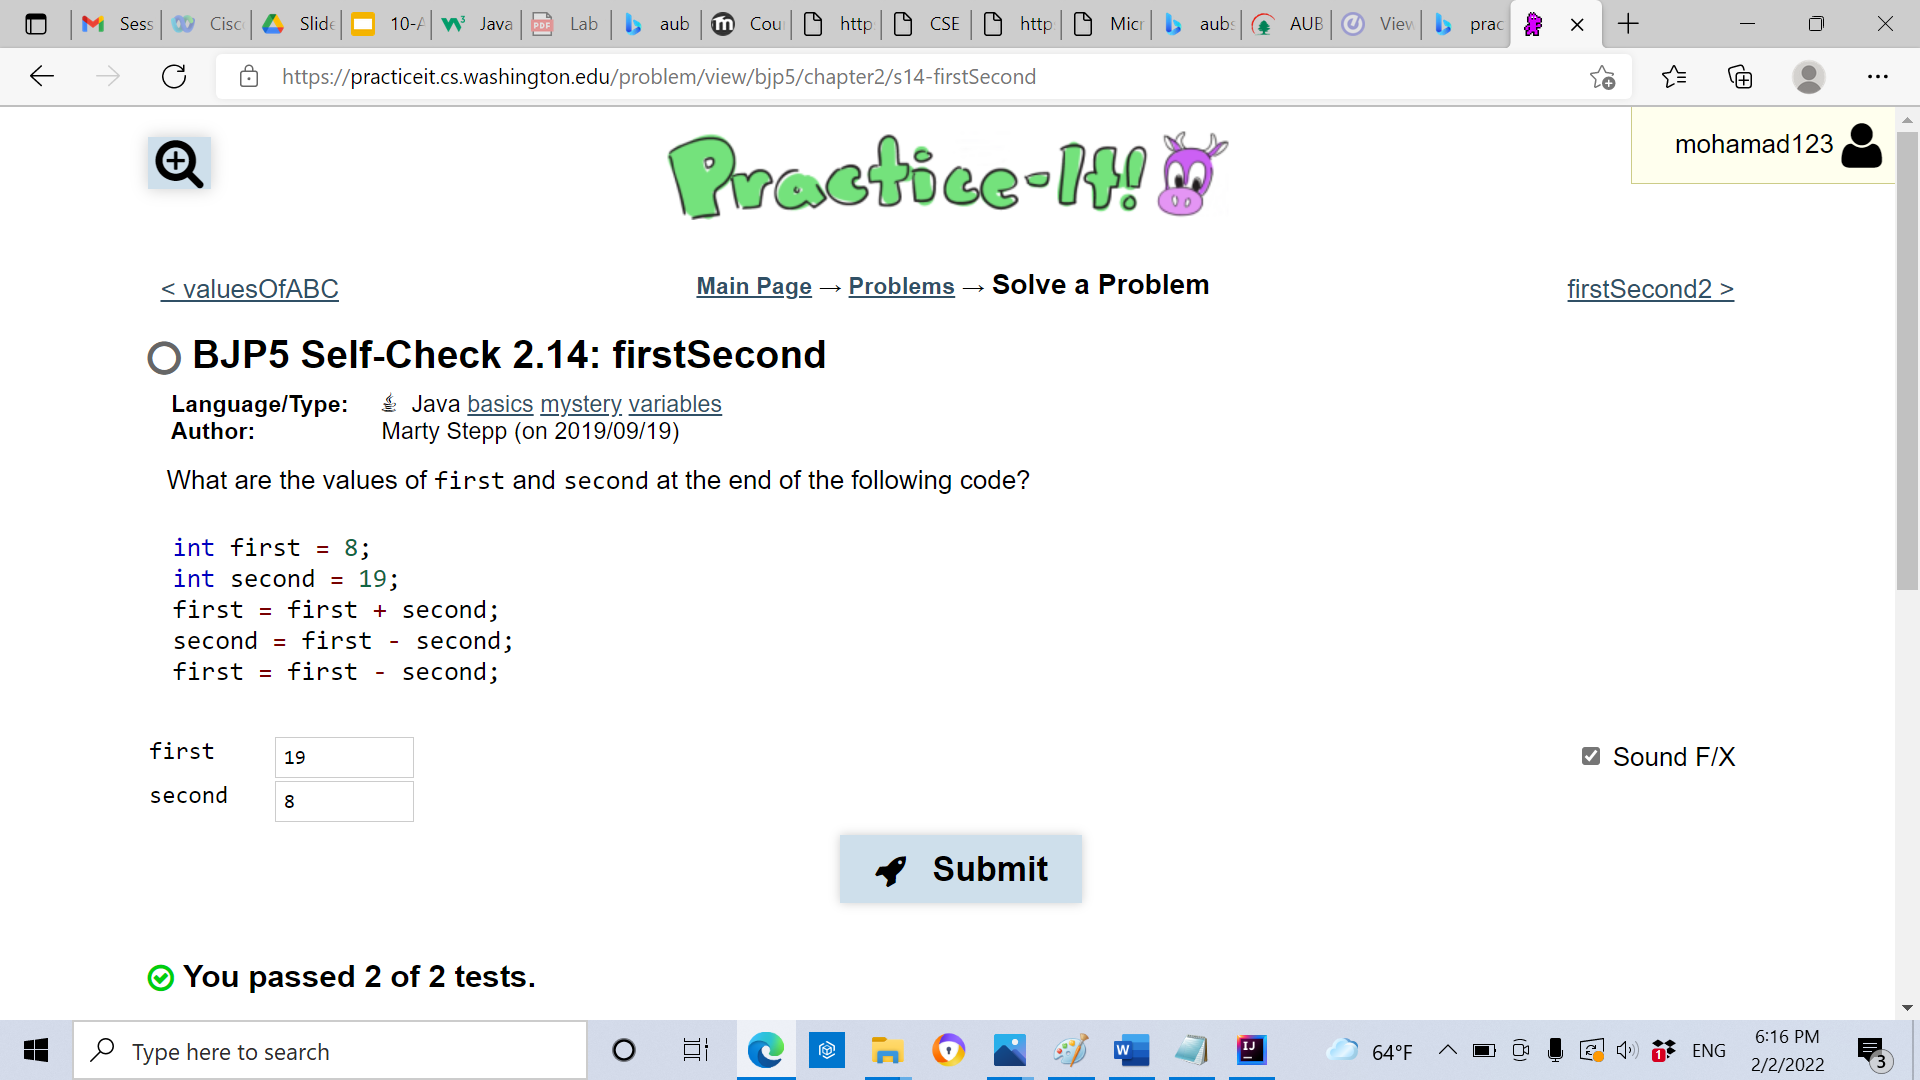 Sess
Cisc
Slide
10-A
Java
PDF
Lab
aub
Cou
http
CSE
http
Micr
aubs
AUB
View
prac
https://practiceit.cs.washington.edu/problem/view/bjp5/chapter2/s14-firstSecond
Practice-It!
mohamad123
< valuesOfABC
Main Page → Problems → Solve a Problem
firstSecond2 >
BJP5 Self-Check 2.14: firstSecond
Language/Type: Java basics mystery variables
Author: Marty Stepp (on 2019/09/19)
What are the values of first and second at the end of the following code?
int first = 8;
int second = 19;
first = first + second;
second = first - second;
first = first - second;
first 19
Sound F/X
second 8
Submit
You passed 2 of 2 tests.
Type here to search
W
IJ
64°F
1
ENG
6:16 PM
2/2/2022
3